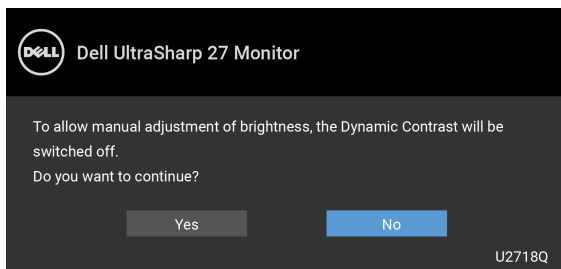 DELL
Dell UltraSharp 27 Monitor
To allow manual adjustment of brightness, the Dynamic Contrast will be
switched off.
Do you want to continue?
Yes
No
U2718Q